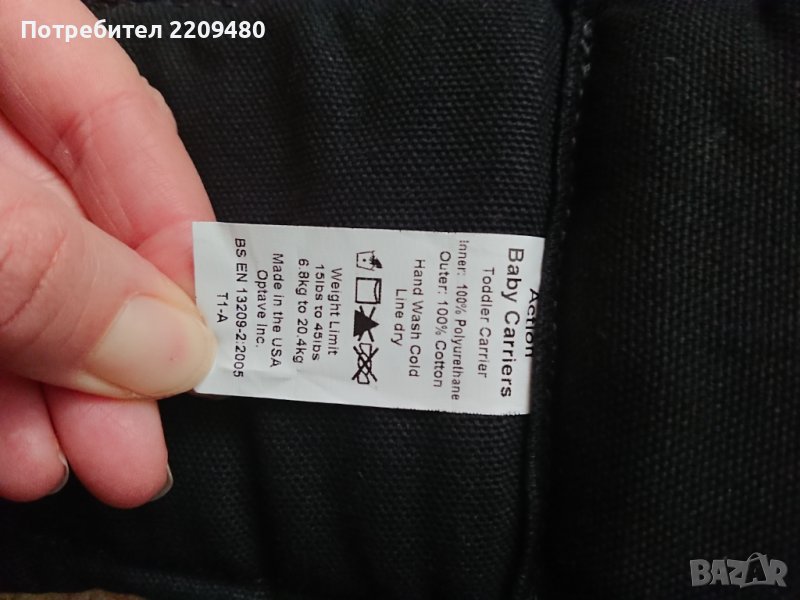 Потребител 2209480
Action
Baby Carriers
Toddler Carrier
Inner: 100% Polyurethane
Outer: 100% Cotton
Hand Wash Cold
Line dry
Weight Limit
15lbs to 45lbs
6.8kg to 20.4kg
Made in the USA
Optave Inc.
BS EN 13209-2:2005
T1-A
BAZAR